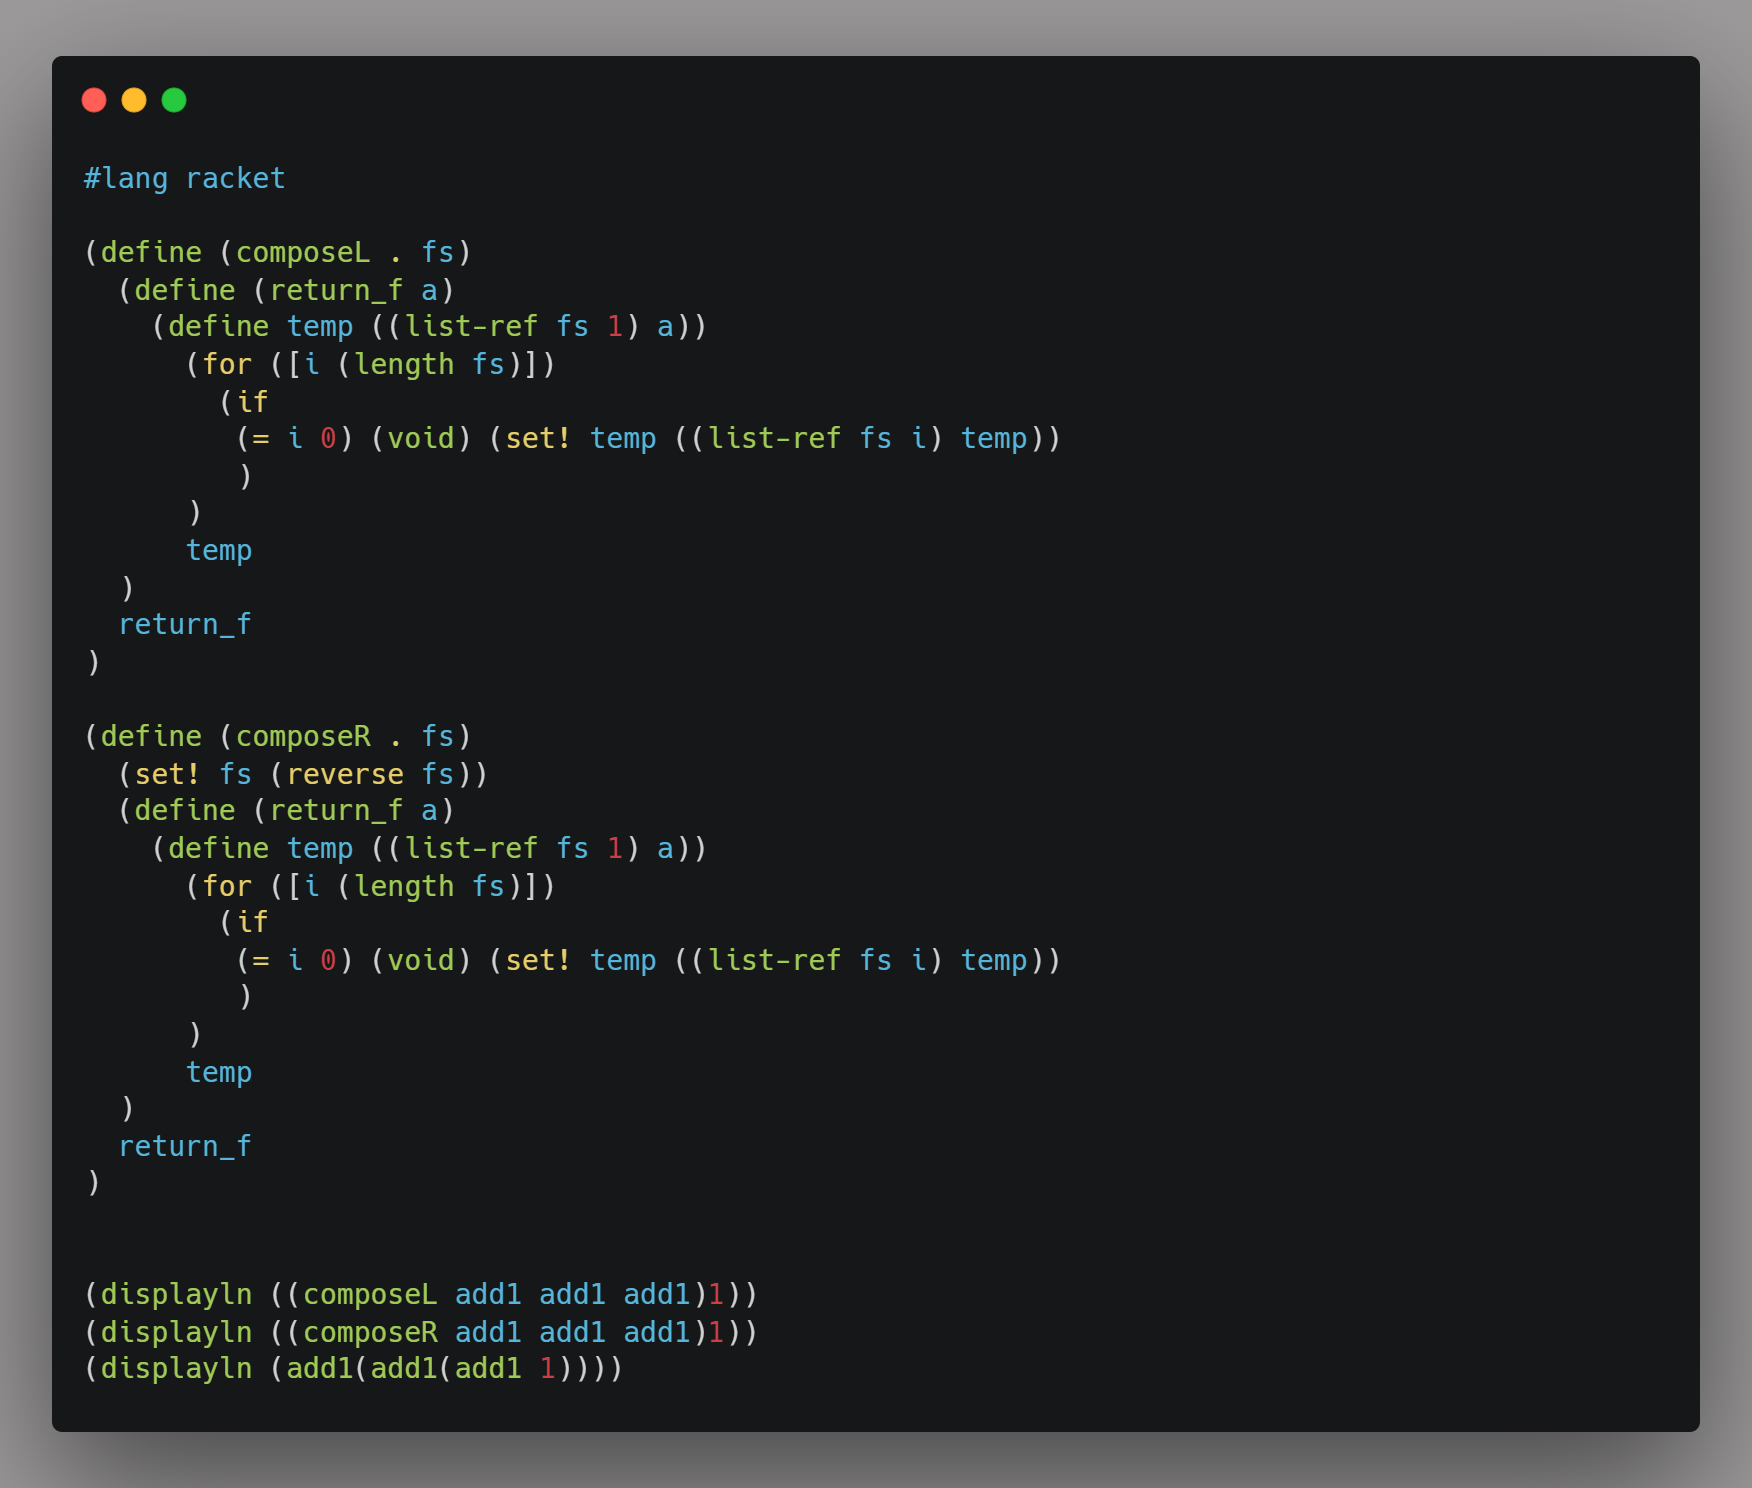 #lang racket

(define (composeL . fs)
  (define (return_f a)
    (define temp ((list-ref fs 1) a))
      (for ([i (length fs)])
        (if
         (= i 0) (void) (set! temp ((list-ref fs i) temp))
         )
      )
      temp
  )
  return_f
)

(define (composeR . fs)
  (set! fs (reverse fs))
  (define (return_f a)
    (define temp ((list-ref fs 1) a))
      (for ([i (length fs)])
        (if
         (= i 0) (void) (set! temp ((list-ref fs i) temp))
         )
      )
      temp
  )
  return_f
)


(displayln ((composeL add1 add1 add1)1))
(displayln ((composeR add1 add1 add1)1))
(displayln (add1(add1(add1 1))))